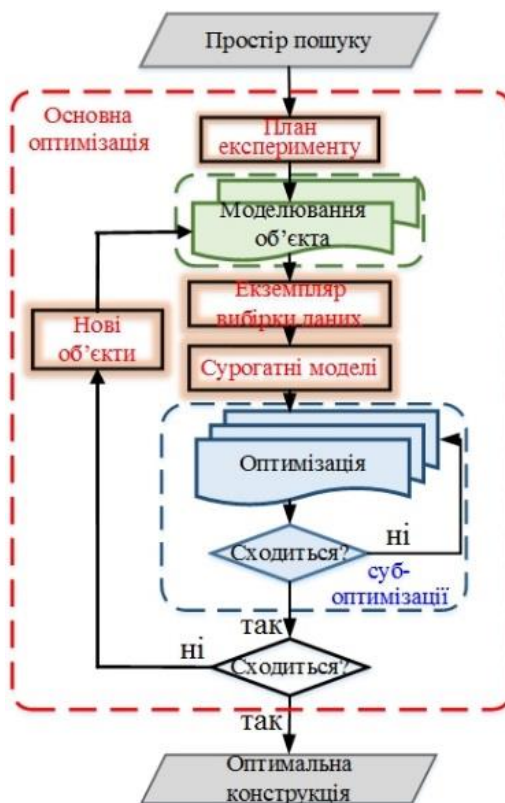 Простір пошуку
Основна
оптимізація
План
експерименту
Моделювання
об’єкта
Екземпляр
вибірки даних
Нові
об’єкти
Сурогатні моделі
Оптимізація
Сходиться?
ні
суб-
оптимізації
так
ні
Сходиться?
так
Оптимальна
конструкція